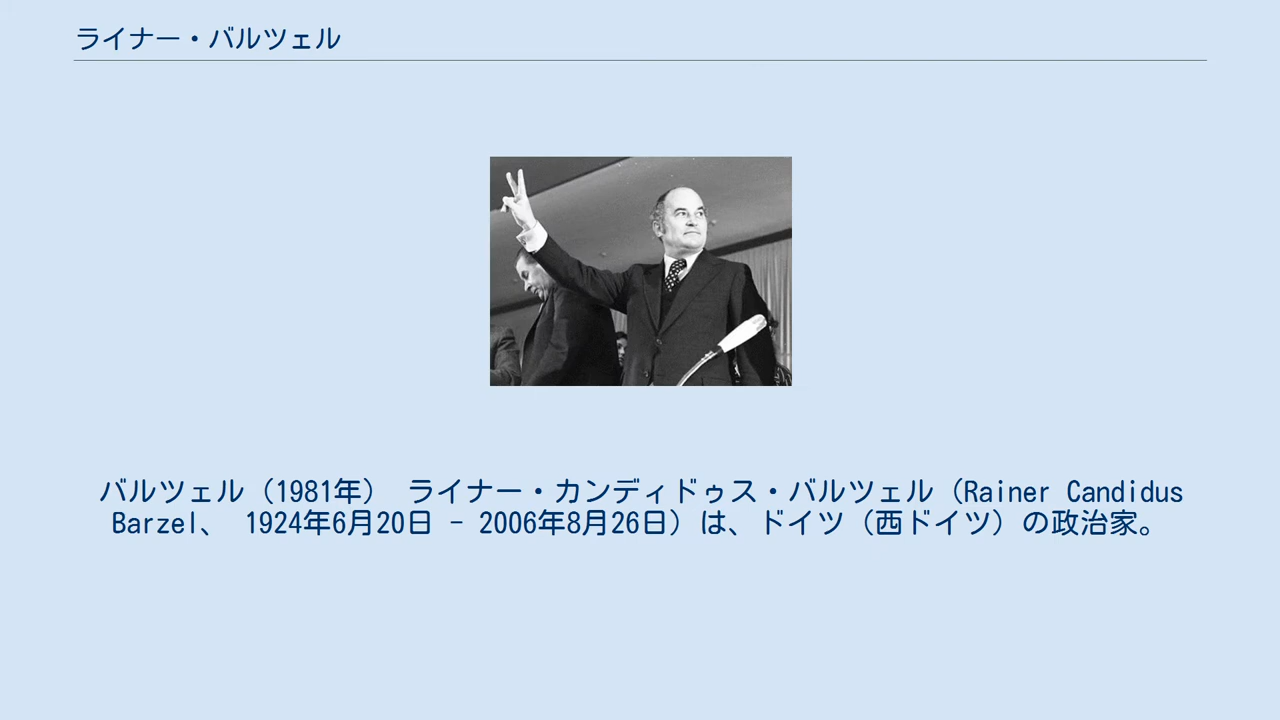 ライナー・バルツェル
バルツェル（1981年） ライナー・カンディドゥス・バルツェル（Rainer Candidus
Barzel、 1924年6月20日 - 2006年8月26日）は、ドイツ（西ドイツ）の政治家。